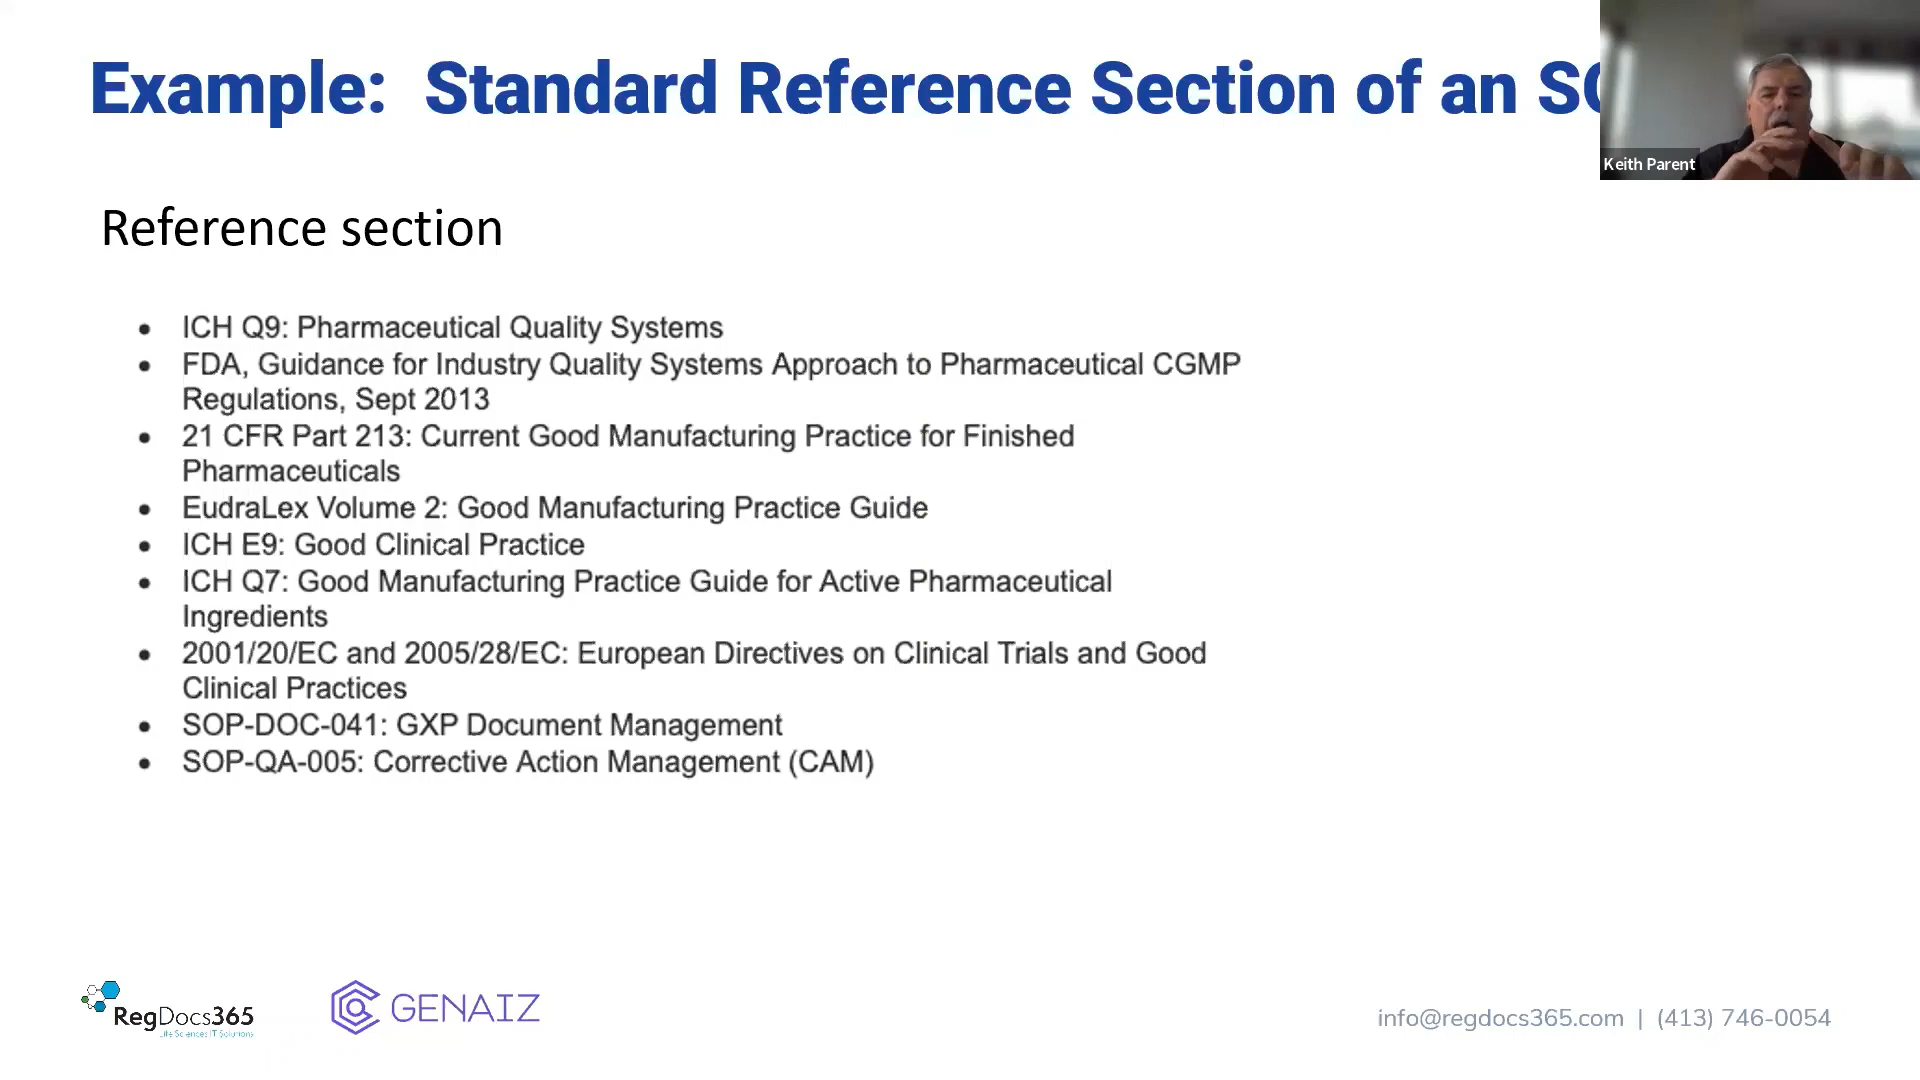 Example: Standard Reference Section of an
Keith Parent
Reference section
• ICH Q9: Pharmaceutical Quality Systems
• FDA, Guidance for Industry Quality Systems Approach to Pharmaceutical CGMP
Regulations, Sept 2013
• 21 CFR Part 213: Current Good Manufacturing Practice for Finished
Pharmaceuticals
• EudraLex Volume 2: Good Manufacturing Practice Guide
• ICH E9: Good Clinical Practice
• ICH Q7: Good Manufacturing Practice Guide for Active Pharmaceutical
Ingredients
• 2001/20/EC and 2005/28/EC: European Directives on Clinical Trials and Good
Clinical Practices
• SOP-DOC-041: GXP Document Management
• SOP-QA-005: Corrective Action Management (CAM)
RegDocs365
Life Sciences IT Solutions
GENAIZ
info@regdocs365.com | (413) 746-0054